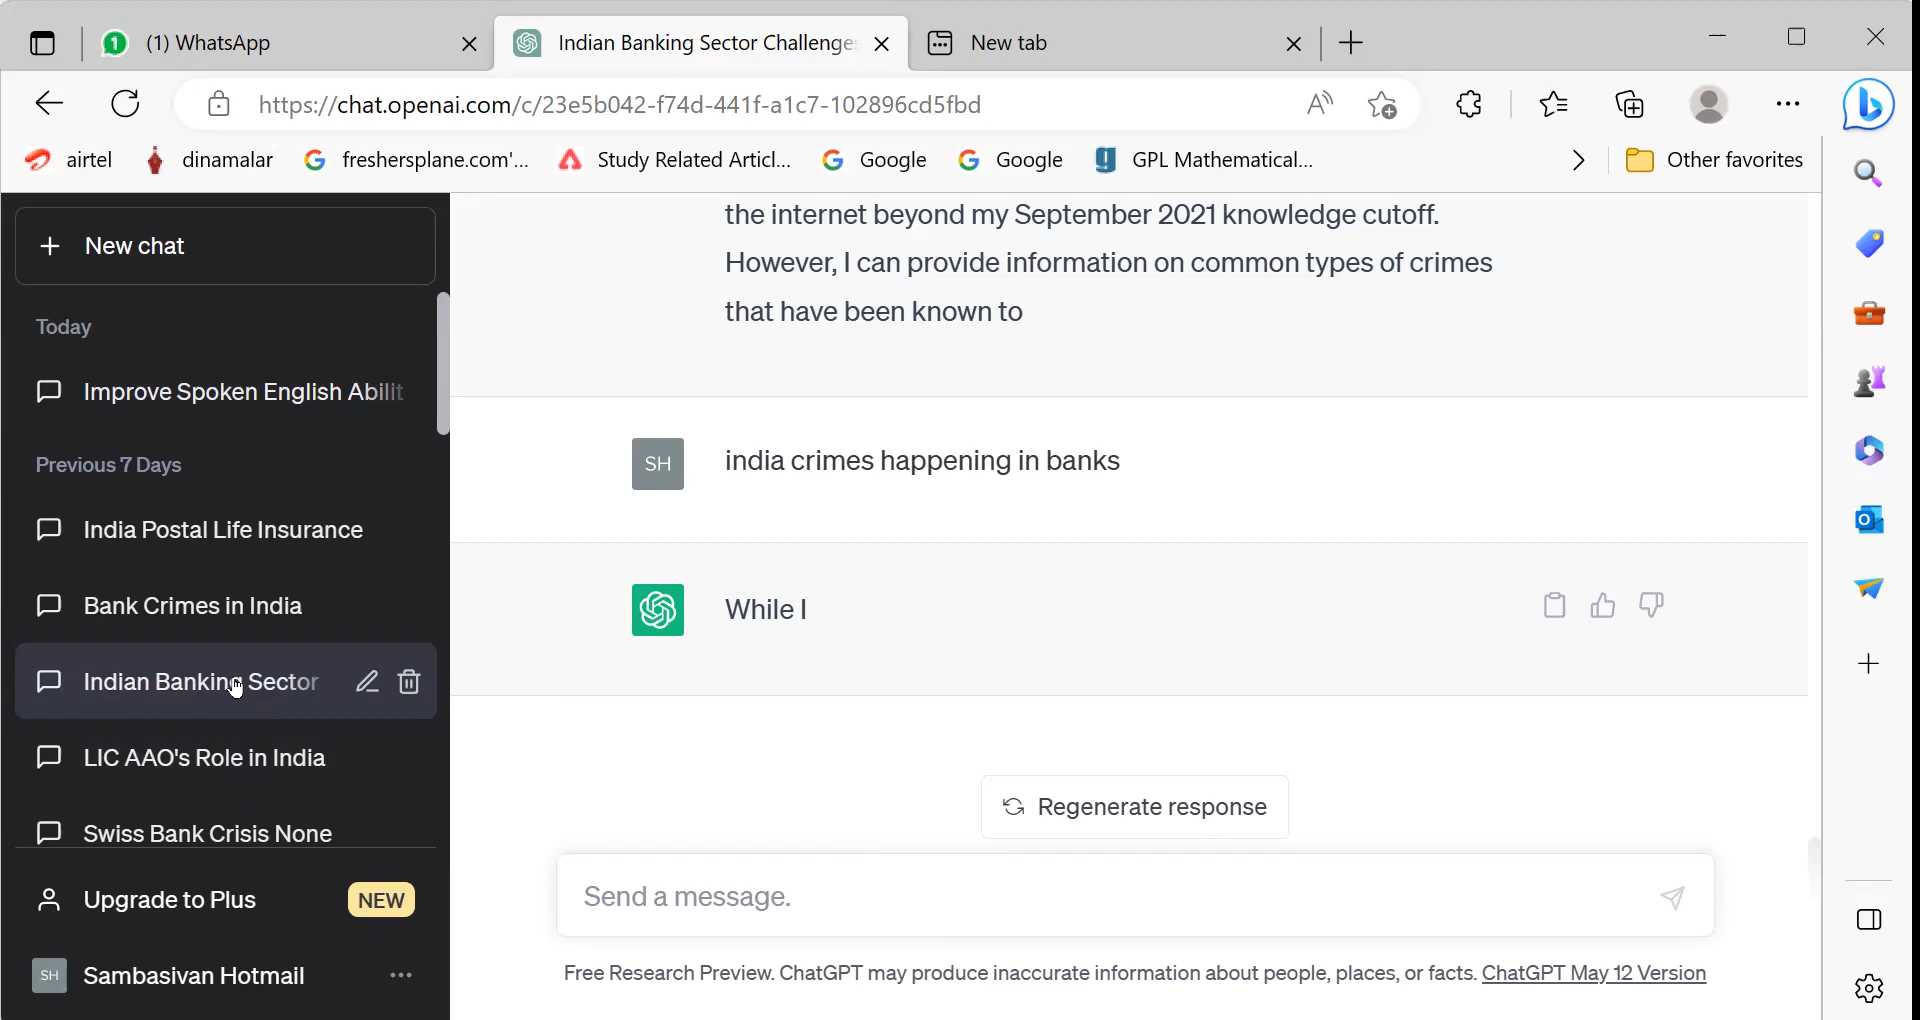 1 (1) WhatsApp
Indian Banking Sector Challenge
New tab
https://chat.openai.com/c/23e5b042-f74d-441f-a1c7-102896cd5fbd
airtel
dinamalar
freshersplane.com'...
Study Related Articl...
Google
Google
GPL Mathematical...
Other favorites
New chat
Today
Improve Spoken English Abilit
Previous 7 Days
India Postal Life Insurance
Bank Crimes in India
Indian Banking Sector
LIC AAO's Role in India
Swiss Bank Crisis None
Upgrade to Plus NEW
SH Sambasivan Hotmail
the internet beyond my September 2021 knowledge cutoff.
However, I can provide information on common types of crimes
that have been known to
SH india crimes happening in banks
While I
Regenerate response
Send a message.
Free Research Preview. ChatGPT may produce inaccurate information about people, places, or facts. ChatGPT May 12 Version